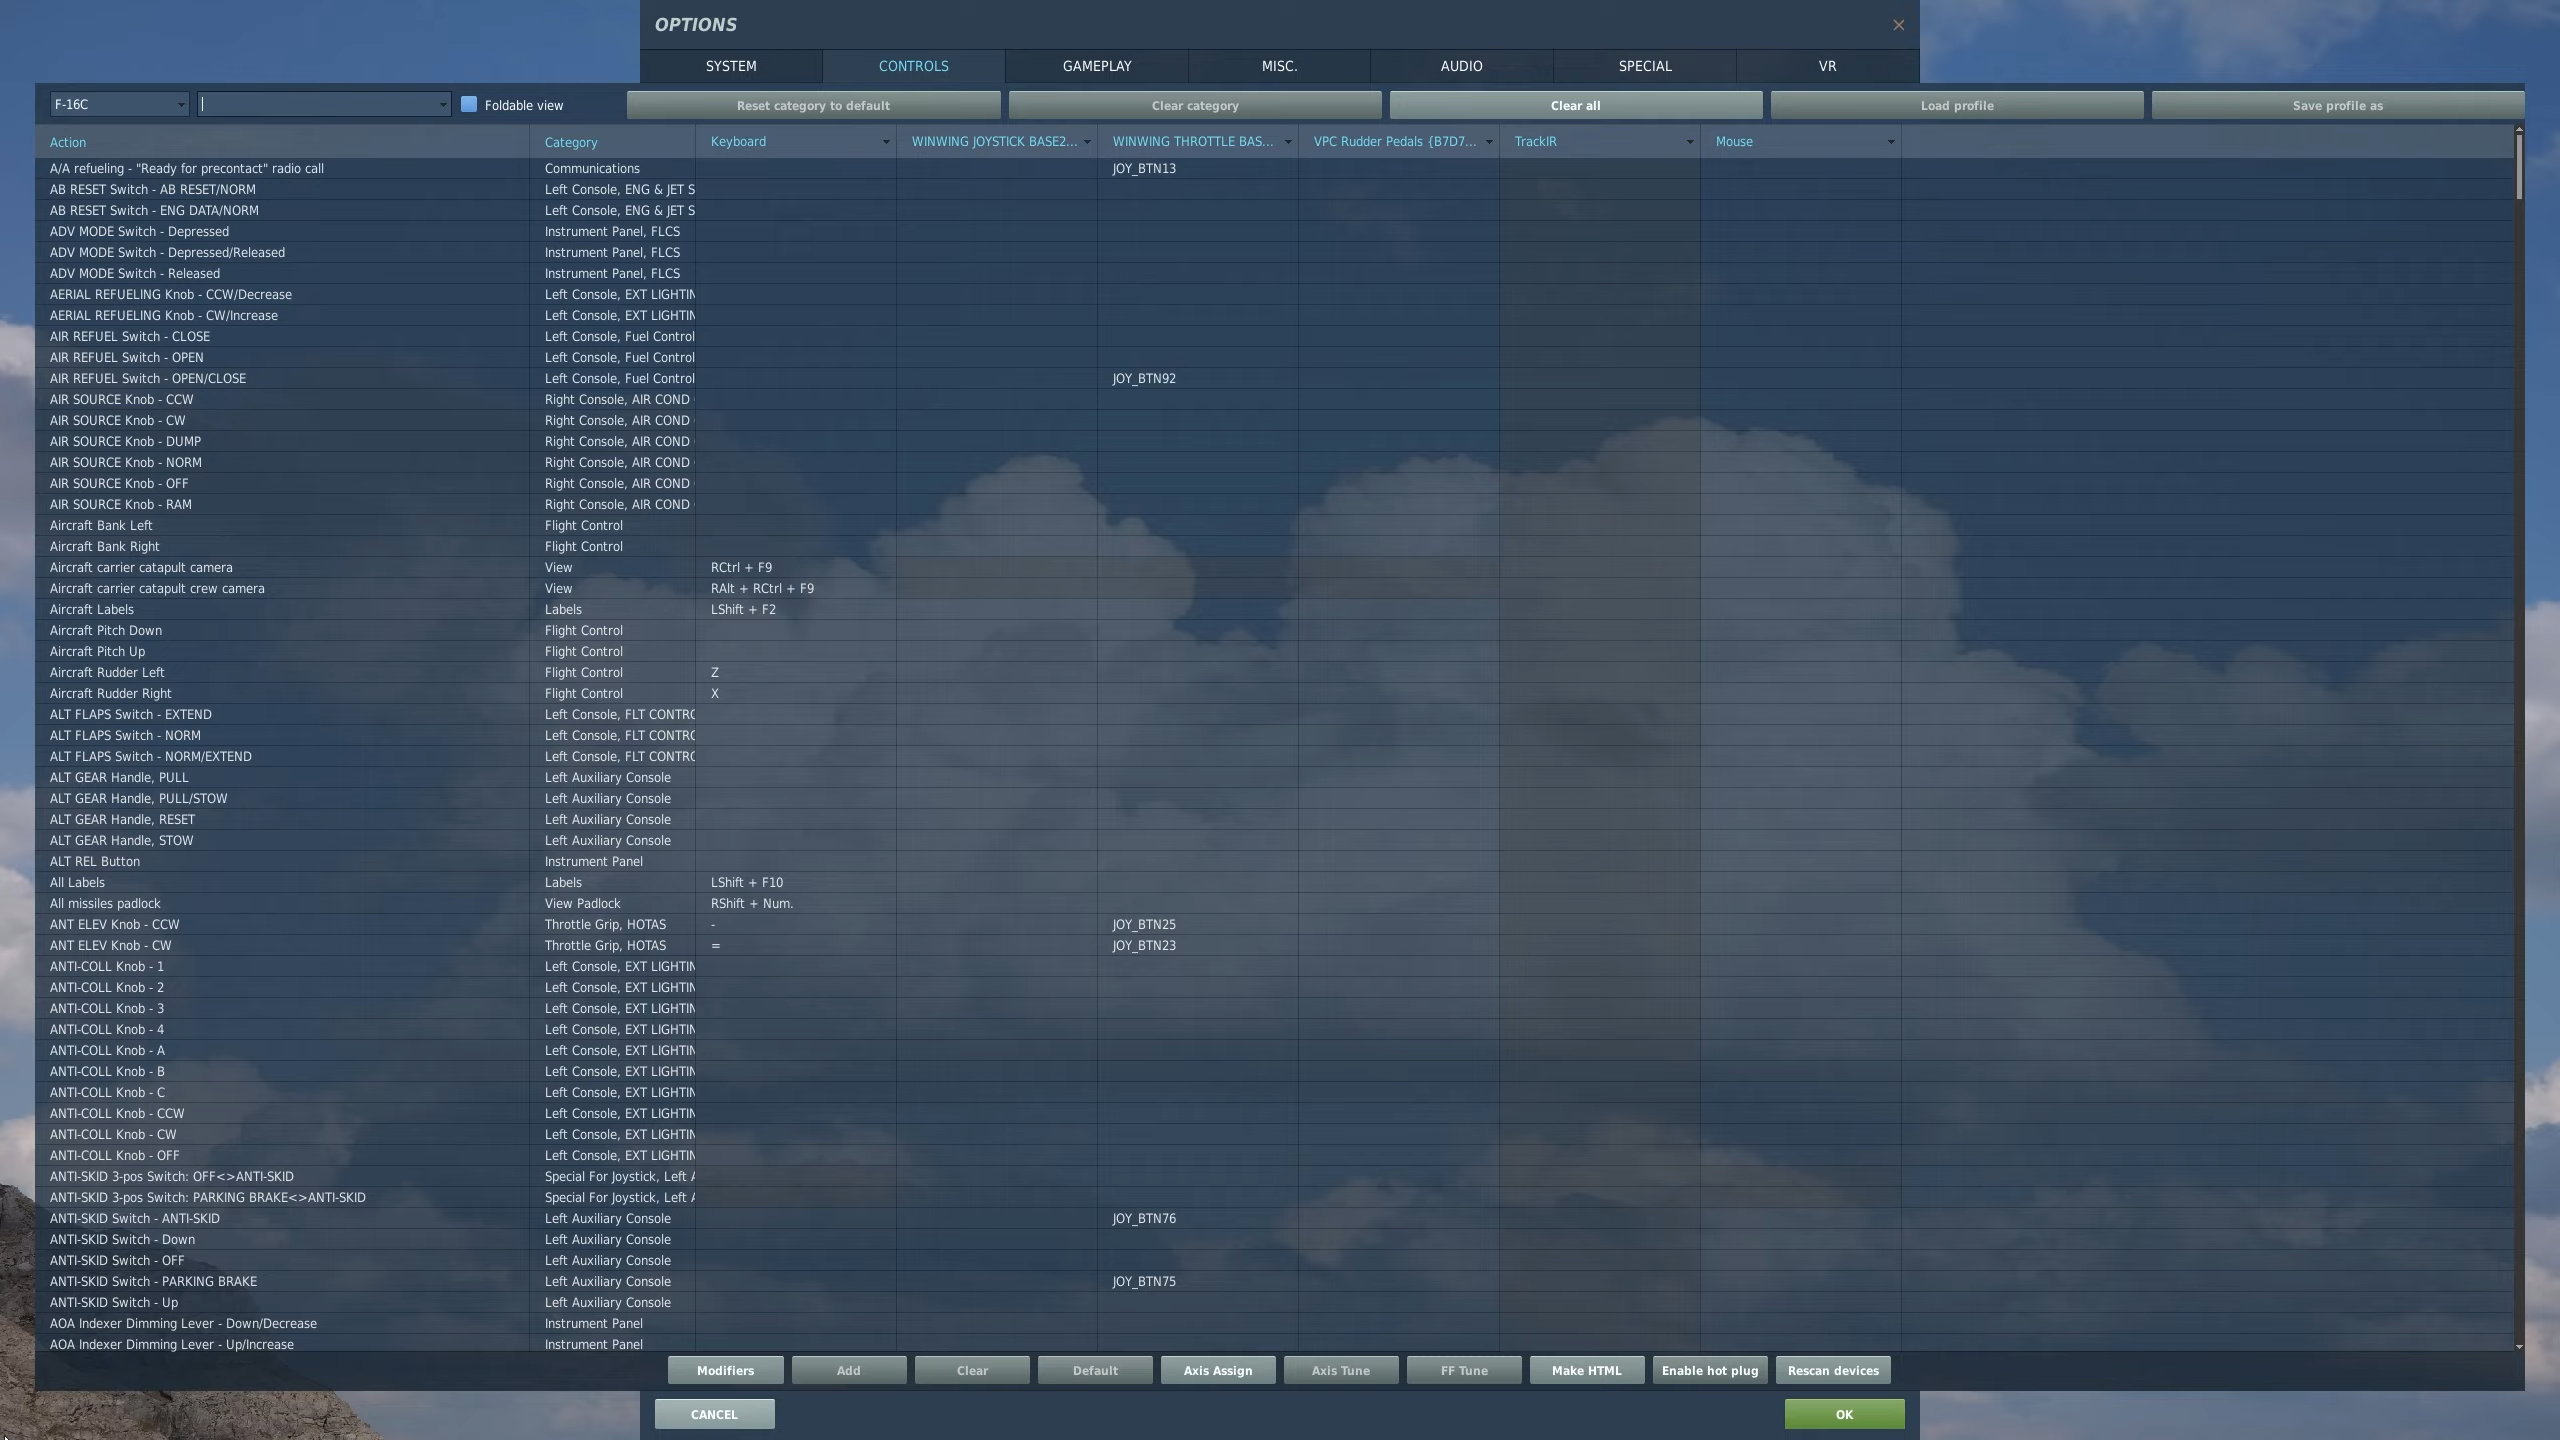 OPTIONS
SYSTEM CONTROLS GAMEPLAY MISC. AUDIO SPECIAL VR
F-16C Foldable view Reset category to default Clear category Clear all Load profile Save profile as
Action Category Keyboard WINWING JOYSTICK BASE2... WINWING THROTTLE BAS... VPC Rudder Pedals {B7D7... TrackIR Mouse
A/A refueling - "Ready for precontact" radio call Communications JOY_BTN13
AB RESET Switch - AB RESET/NORM Left Console, ENG & JET S
AB RESET Switch - ENG DATA/NORM Left Console, ENG & JET S
ADV MODE Switch - Depressed Instrument Panel, FLCS
ADV MODE Switch - Depressed/Released Instrument Panel, FLCS
ADV MODE Switch - Released Instrument Panel, FLCS
AERIAL REFUELING Knob - CCW/Decrease Left Console, EXT LIGHTIN
AERIAL REFUELING Knob - CW/Increase Left Console, EXT LIGHTIN
AIR REFUEL Switch - CLOSE Left Console, Fuel Control
AIR REFUEL Switch - OPEN Left Console, Fuel Control
AIR REFUEL Switch - OPEN/CLOSE Left Console, Fuel Control JOY_BTN92
AIR SOURCE Knob - CCW Right Console, AIR COND
AIR SOURCE Knob - CW Right Console, AIR COND
AIR SOURCE Knob - DUMP Right Console, AIR COND
AIR SOURCE Knob - NORM Right Console, AIR COND
AIR SOURCE Knob - OFF Right Console, AIR COND
AIR SOURCE Knob - RAM Right Console, AIR COND
Aircraft Bank Left Flight Control
Aircraft Bank Right Flight Control
Aircraft carrier catapult camera View RCtrl + F9
Aircraft carrier catapult crew camera View RAlt + RCtrl + F9
Aircraft Labels Labels LShift + F2
Aircraft Pitch Down Flight Control
Aircraft Pitch Up Flight Control
Aircraft Rudder Left Flight Control Z
Aircraft Rudder Right Flight Control X
ALT FLAPS Switch - EXTEND Left Console, FLT CONTRO
ALT FLAPS Switch - NORM Left Console, FLT CONTRO
ALT FLAPS Switch - NORM/EXTEND Left Console, FLT CONTRO
ALT GEAR Handle, PULL Left Auxiliary Console
ALT GEAR Handle, PULL/STOW Left Auxiliary Console
ALT GEAR Handle, RESET Left Auxiliary Console
ALT GEAR Handle, STOW Left Auxiliary Console
ALT REL Button Instrument Panel
All Labels Labels LShift + F10
All missiles padlock View Padlock RShift + Num.
ANT ELEV Knob - CCW Throttle Grip, HOTAS - JOY_BTN25
ANT ELEV Knob - CW Throttle Grip, HOTAS = JOY_BTN23
ANTI-COLL Knob - 1 Left Console, EXT LIGHTIN
ANTI-COLL Knob - 2 Left Console, EXT LIGHTIN
ANTI-COLL Knob - 3 Left Console, EXT LIGHTIN
ANTI-COLL Knob - 4 Left Console, EXT LIGHTIN
ANTI-COLL Knob - A Left Console, EXT LIGHTIN
ANTI-COLL Knob - B Left Console, EXT LIGHTIN
ANTI-COLL Knob - C Left Console, EXT LIGHTIN
ANTI-COLL Knob - CCW Left Console, EXT LIGHTIN
ANTI-COLL Knob - CW Left Console, EXT LIGHTIN
ANTI-COLL Knob - OFF Left Console, EXT LIGHTIN
ANTI-SKID 3-pos Switch: OFF<>ANTI-SKID Special For Joystick, Left A
ANTI-SKID 3-pos Switch: PARKING BRAKE<>ANTI-SKID Special For Joystick, Left A
ANTI-SKID Switch - ANTI-SKID Left Auxiliary Console JOY_BTN76
ANTI-SKID Switch - Down Left Auxiliary Console
ANTI-SKID Switch - OFF Left Auxiliary Console
ANTI-SKID Switch - PARKING BRAKE Left Auxiliary Console JOY_BTN75
ANTI-SKID Switch - Up Left Auxiliary Console
AOA Indexer Dimming Lever - Down/Decrease Instrument Panel
AOA Indexer Dimming Lever - Up/Increase Instrument Panel
Modifiers Add Clear Default Axis Assign Axis Tune FF Tune Make HTML Enable hot plug Rescan devices
CANCEL OK